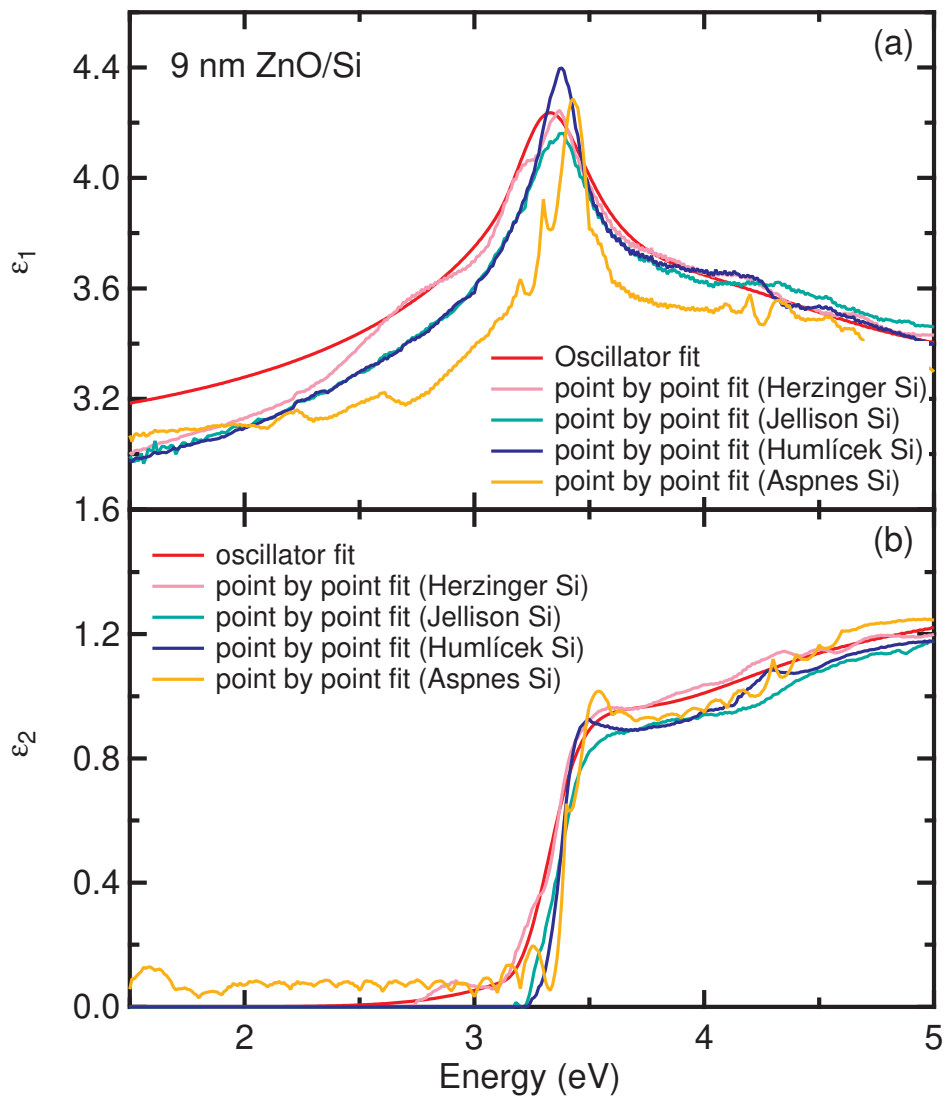 (a)
9 nm ZnO/Si
4.4
4.0
ε1
3.6
3.2
Oscillator fit
point by point fit (Herzinger Si)
point by point fit (Jellison Si)
point by point fit (Humlícek Si)
point by point fit (Aspnes Si)
1.6
(b)
oscillator fit
point by point fit (Herzinger Si)
point by point fit (Jellison Si)
point by point fit (Humlícek Si)
point by point fit (Aspnes Si)
1.2
ε2
0.8
0.4
0.0
2 3 4 5
Energy (eV)